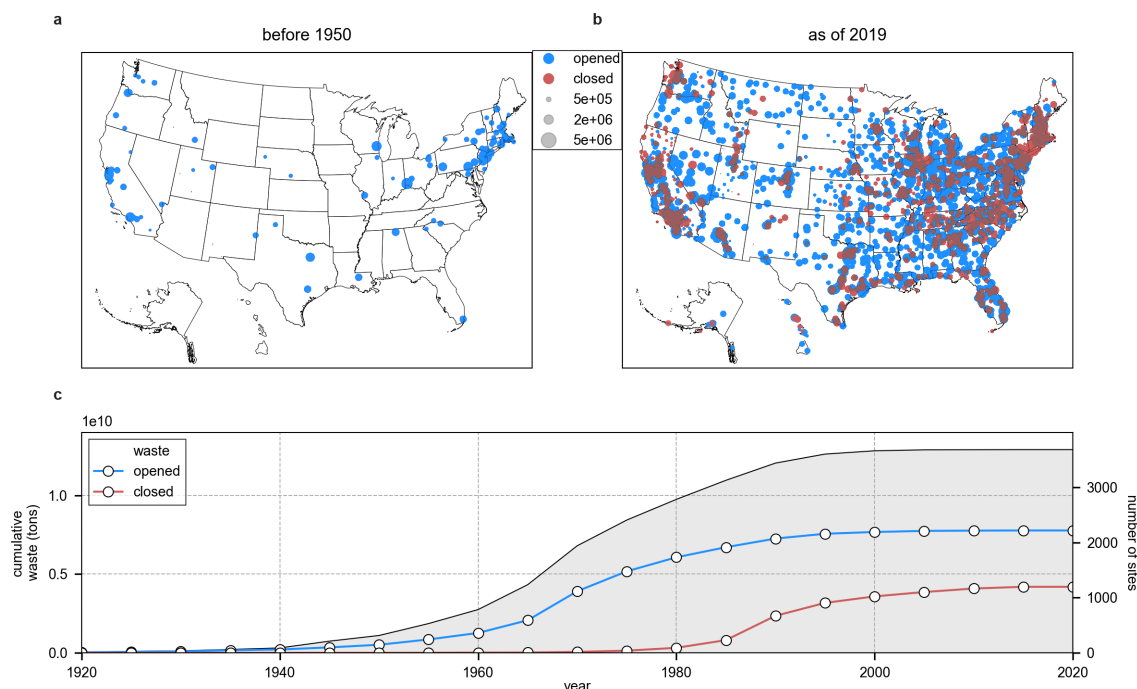 a
before 1950
b
as of 2019
opened
closed
5e+05
2e+06
5e+06
c
1e10
waste
opened
closed
1.0
0.5
0.0
cumulative
waste (tons)
3000
2000
1000
0
number of sites
1920
1940
1960
1980
2000
2020
year